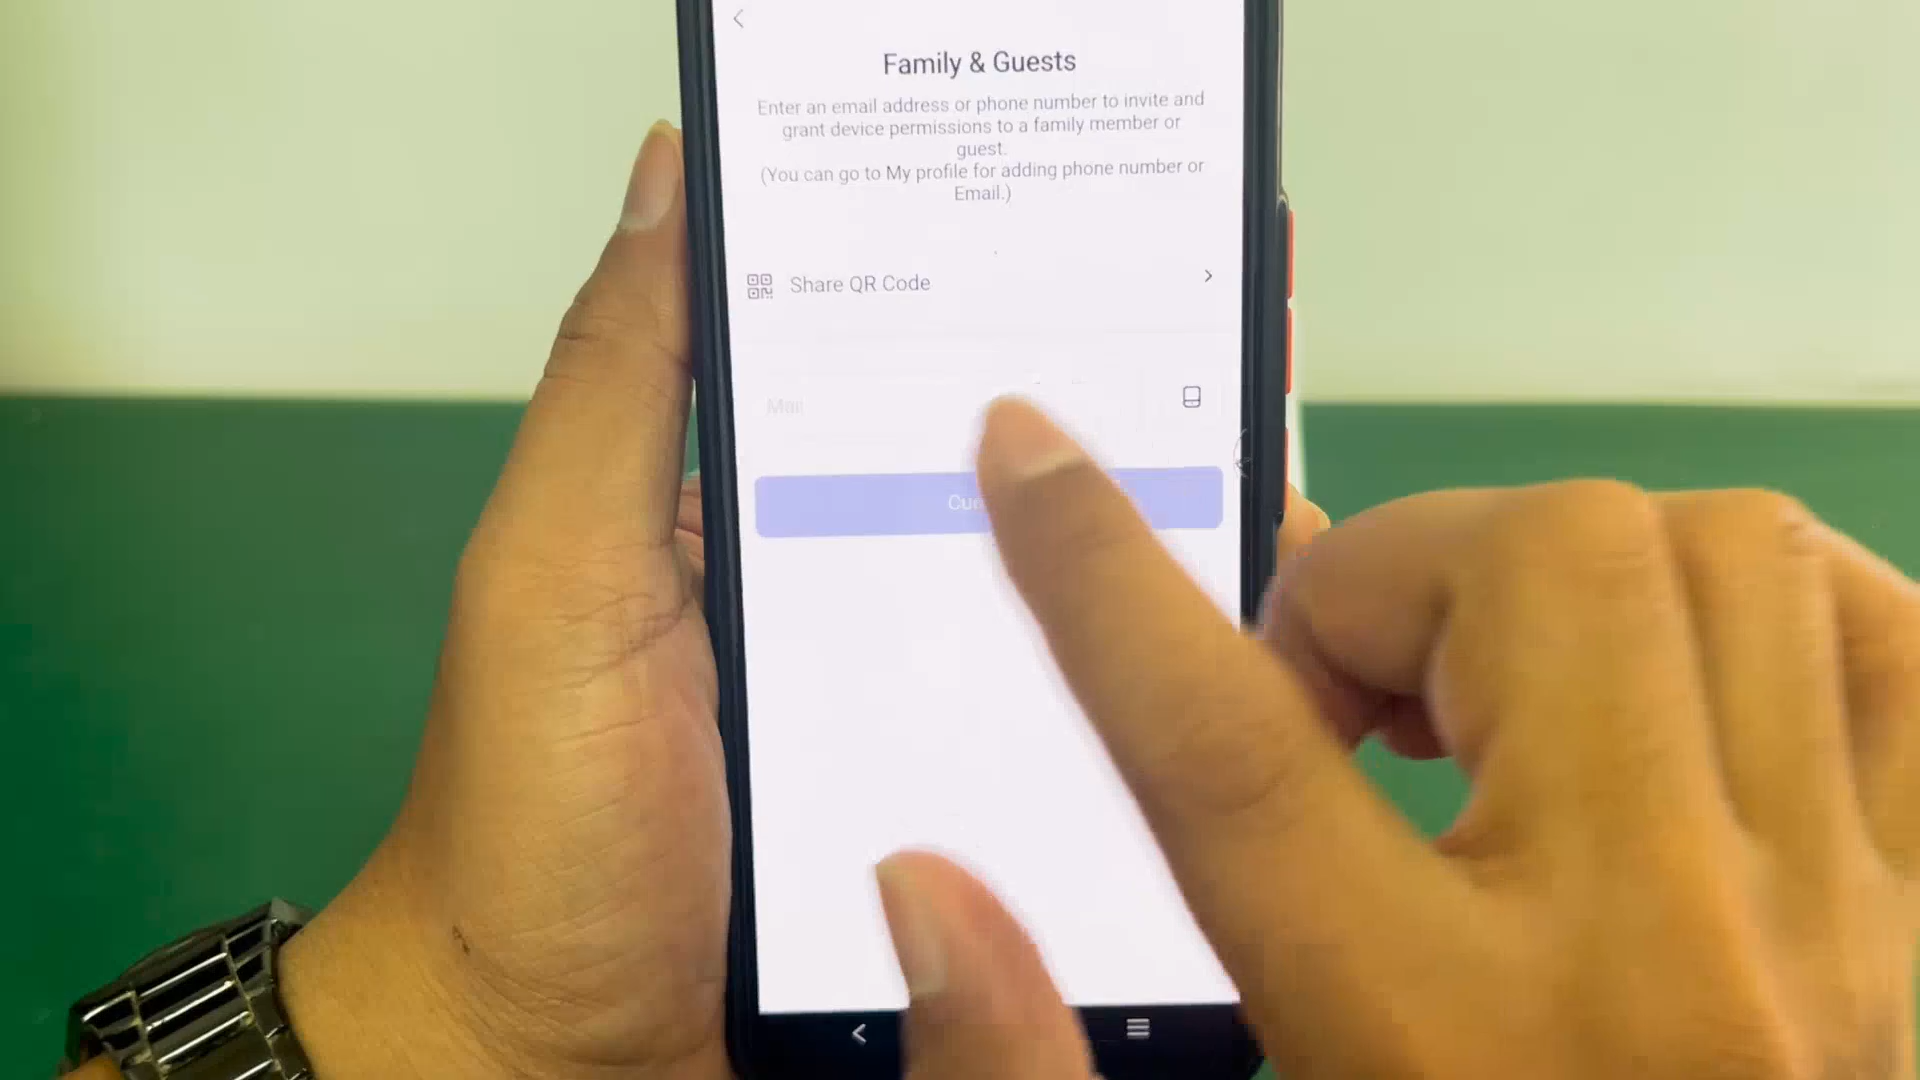 Family & Guests
Enter an email address or phone number to invite and
grant device permissions to a family member or
guest.
(You can go to My profile for adding phone number or
Email.)
Share QR Code
Mail